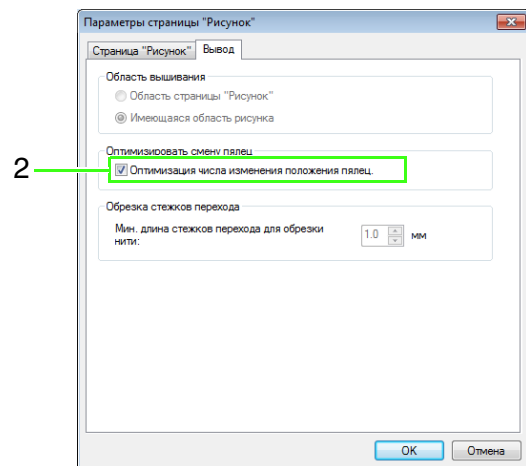 Параметры страницы "Рисунок"
Страница "Рисунок" Вывод
Область вышивания
Область страницы "Рисунок"
Имеющаяся область рисунка
Оптимизировать смену пялец
2
Оптимизация числа изменения положения пялец.
Обрезка стежков перехода
Мин. длина стежков перехода для обрезки
нити:
1.0 мм
OK Отмена